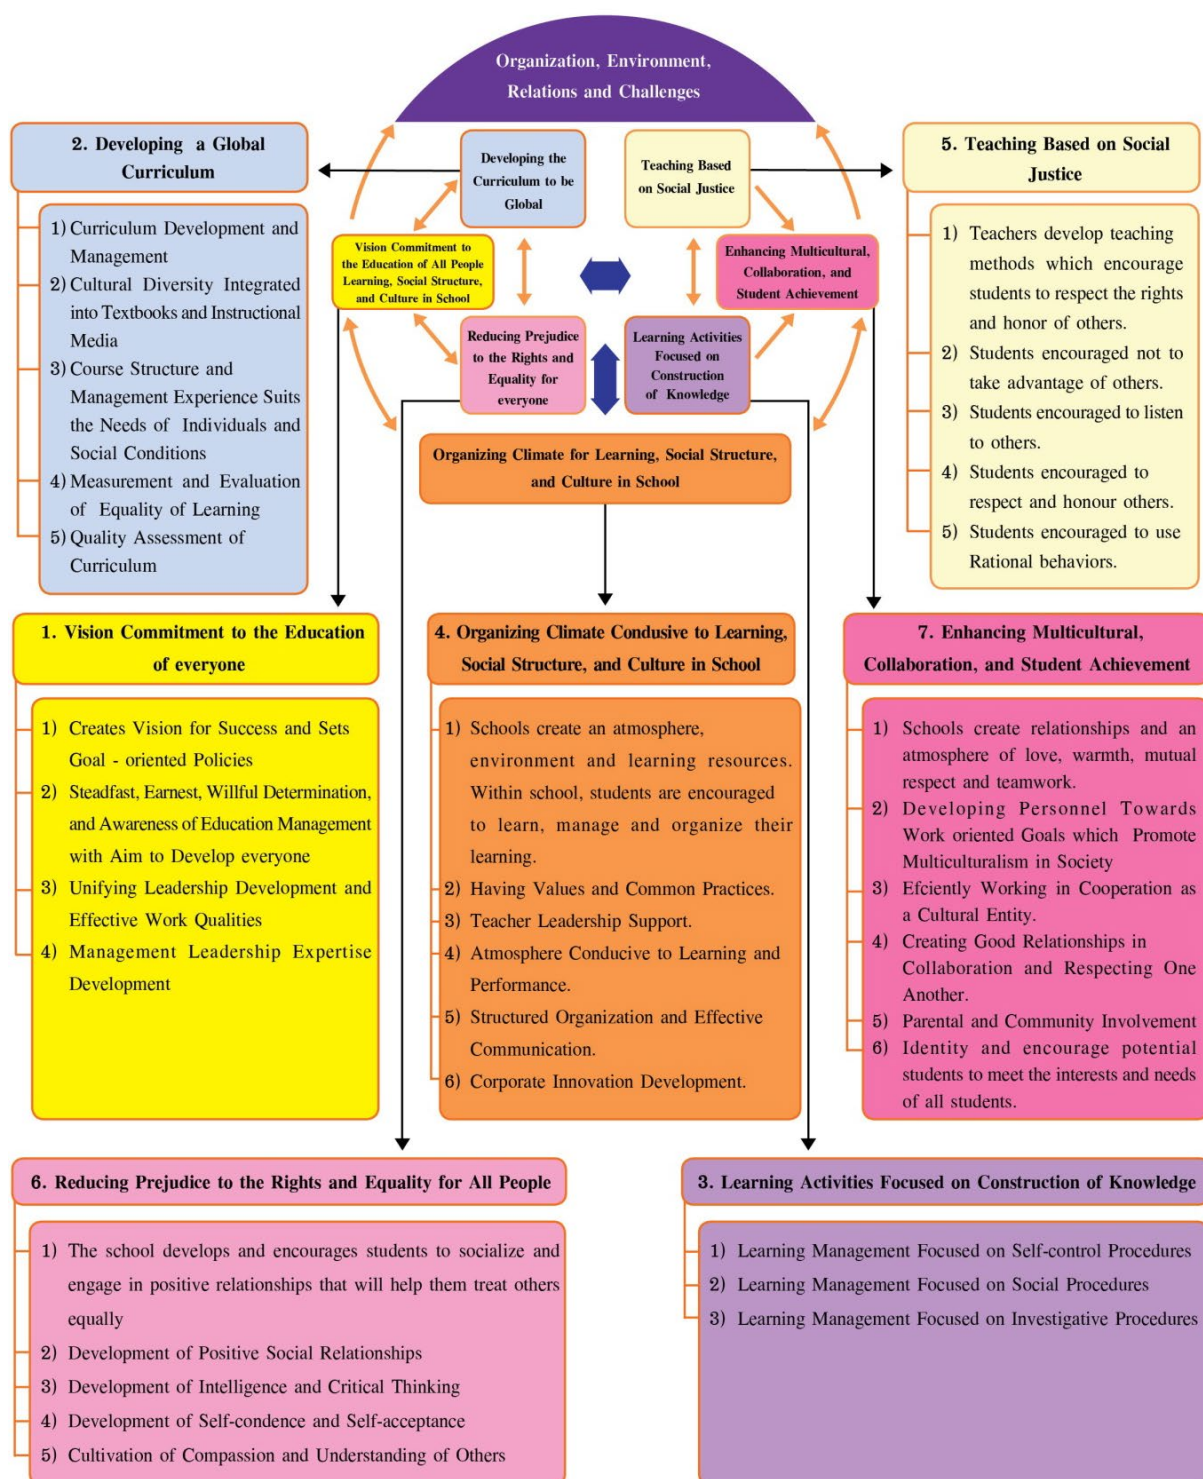 Organization, Environment,
Relations and Challenges
2. Developing a Global
Curriculum
1) Curriculum Development and
Management
2) Cultural Diversity Integrated
into Textbooks and Instructional
Media
3) Course Structure and
Management Experience Suits
the Needs of Individuals and
Social Conditions
4) Measurement and Evaluation
of Equality of Learning
5) Quality Assessment of
Curriculum
Developing the
Curriculum to be
Global
Teaching Based
on Social Justice
Vision Commitment to
the Education of All People
Learning, Social Structure,
and Culture in School
Enhancing Multicultural,
Collaboration, and
Student Achievement
Reducing Prejudice
to the Rights and
Equality for
everyone
Learning Activities
Focused on
Construction
of Knowledge
Organizing Climate for Learning, Social Structure,
and Culture in School
5. Teaching Based on Social
Justice
1) Teachers develop teaching
methods which encourage
students to respect the rights
and honor of others.
2) Students encouraged not to
take advantage of others.
3) Students encouraged to listen
to others.
4) Students encouraged to
respect and honour others.
5) Students encouraged to use
Rational behaviors.
1. Vision Commitment to the Education
of everyone
1) Creates Vision for Success and Sets
Goal - oriented Policies
2) Steadfast, Earnest, Willful Determination,
and Awareness of Education Management
with Aim to Develop everyone
3) Unifying Leadership Development and
Effective Work Qualities
4) Management Leadership Expertise
Development
4. Organizing Climate Condusive to Learning,
Social Structure, and Culture in School
1) Schools create an atmosphere,
environment and learning resources.
Within school, students are encouraged
to learn, manage and organize their
learning.
2) Having Values and Common Practices.
3) Teacher Leadership Support.
4) Atmosphere Conducive to Learning and
Performance.
5) Structured Organization and Effective
Communication.
6) Corporate Innovation Development.
7. Enhancing Multicultural,
Collaboration, and Student Achievement
1) Schools create relationships and an
atmosphere of love, warmth, mutual
respect and teamwork.
2) Developing Personnel Towards
Work oriented Goals which Promote
Multiculturalism in Society
3) Efciently Working in Cooperation as
a Cultural Entity.
4) Creating Good Relationships in
Collaboration and Respecting One
Another.
5) Parental and Community Involvement
6) Identity and encourage potential
students to meet the interests and needs
of all students.
6. Reducing Prejudice to the Rights and Equality for All People
1) The school develops and encourages students to socialize and
engage in positive relationships that will help them treat others
equally
2) Development of Positive Social Relationships
3) Development of Intelligence and Critical Thinking
4) Development of Self-condence and Self-acceptance
5) Cultivation of Compassion and Understanding of Others
3. Learning Activities Focused on Construction of Knowledge
1) Learning Management Focused on Self-control Procedures
2) Learning Management Focused on Social Procedures
3) Learning Management Focused on Investigative Procedures